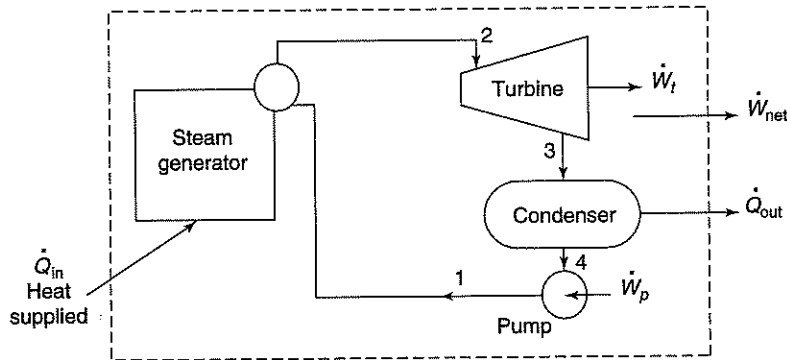 2
Turbine
Ẇt
Ẇnet
Steam
generator
3
Condenser
Q̇out
4
Q̇in
Heat
supplied
1
Ẇp
Pump